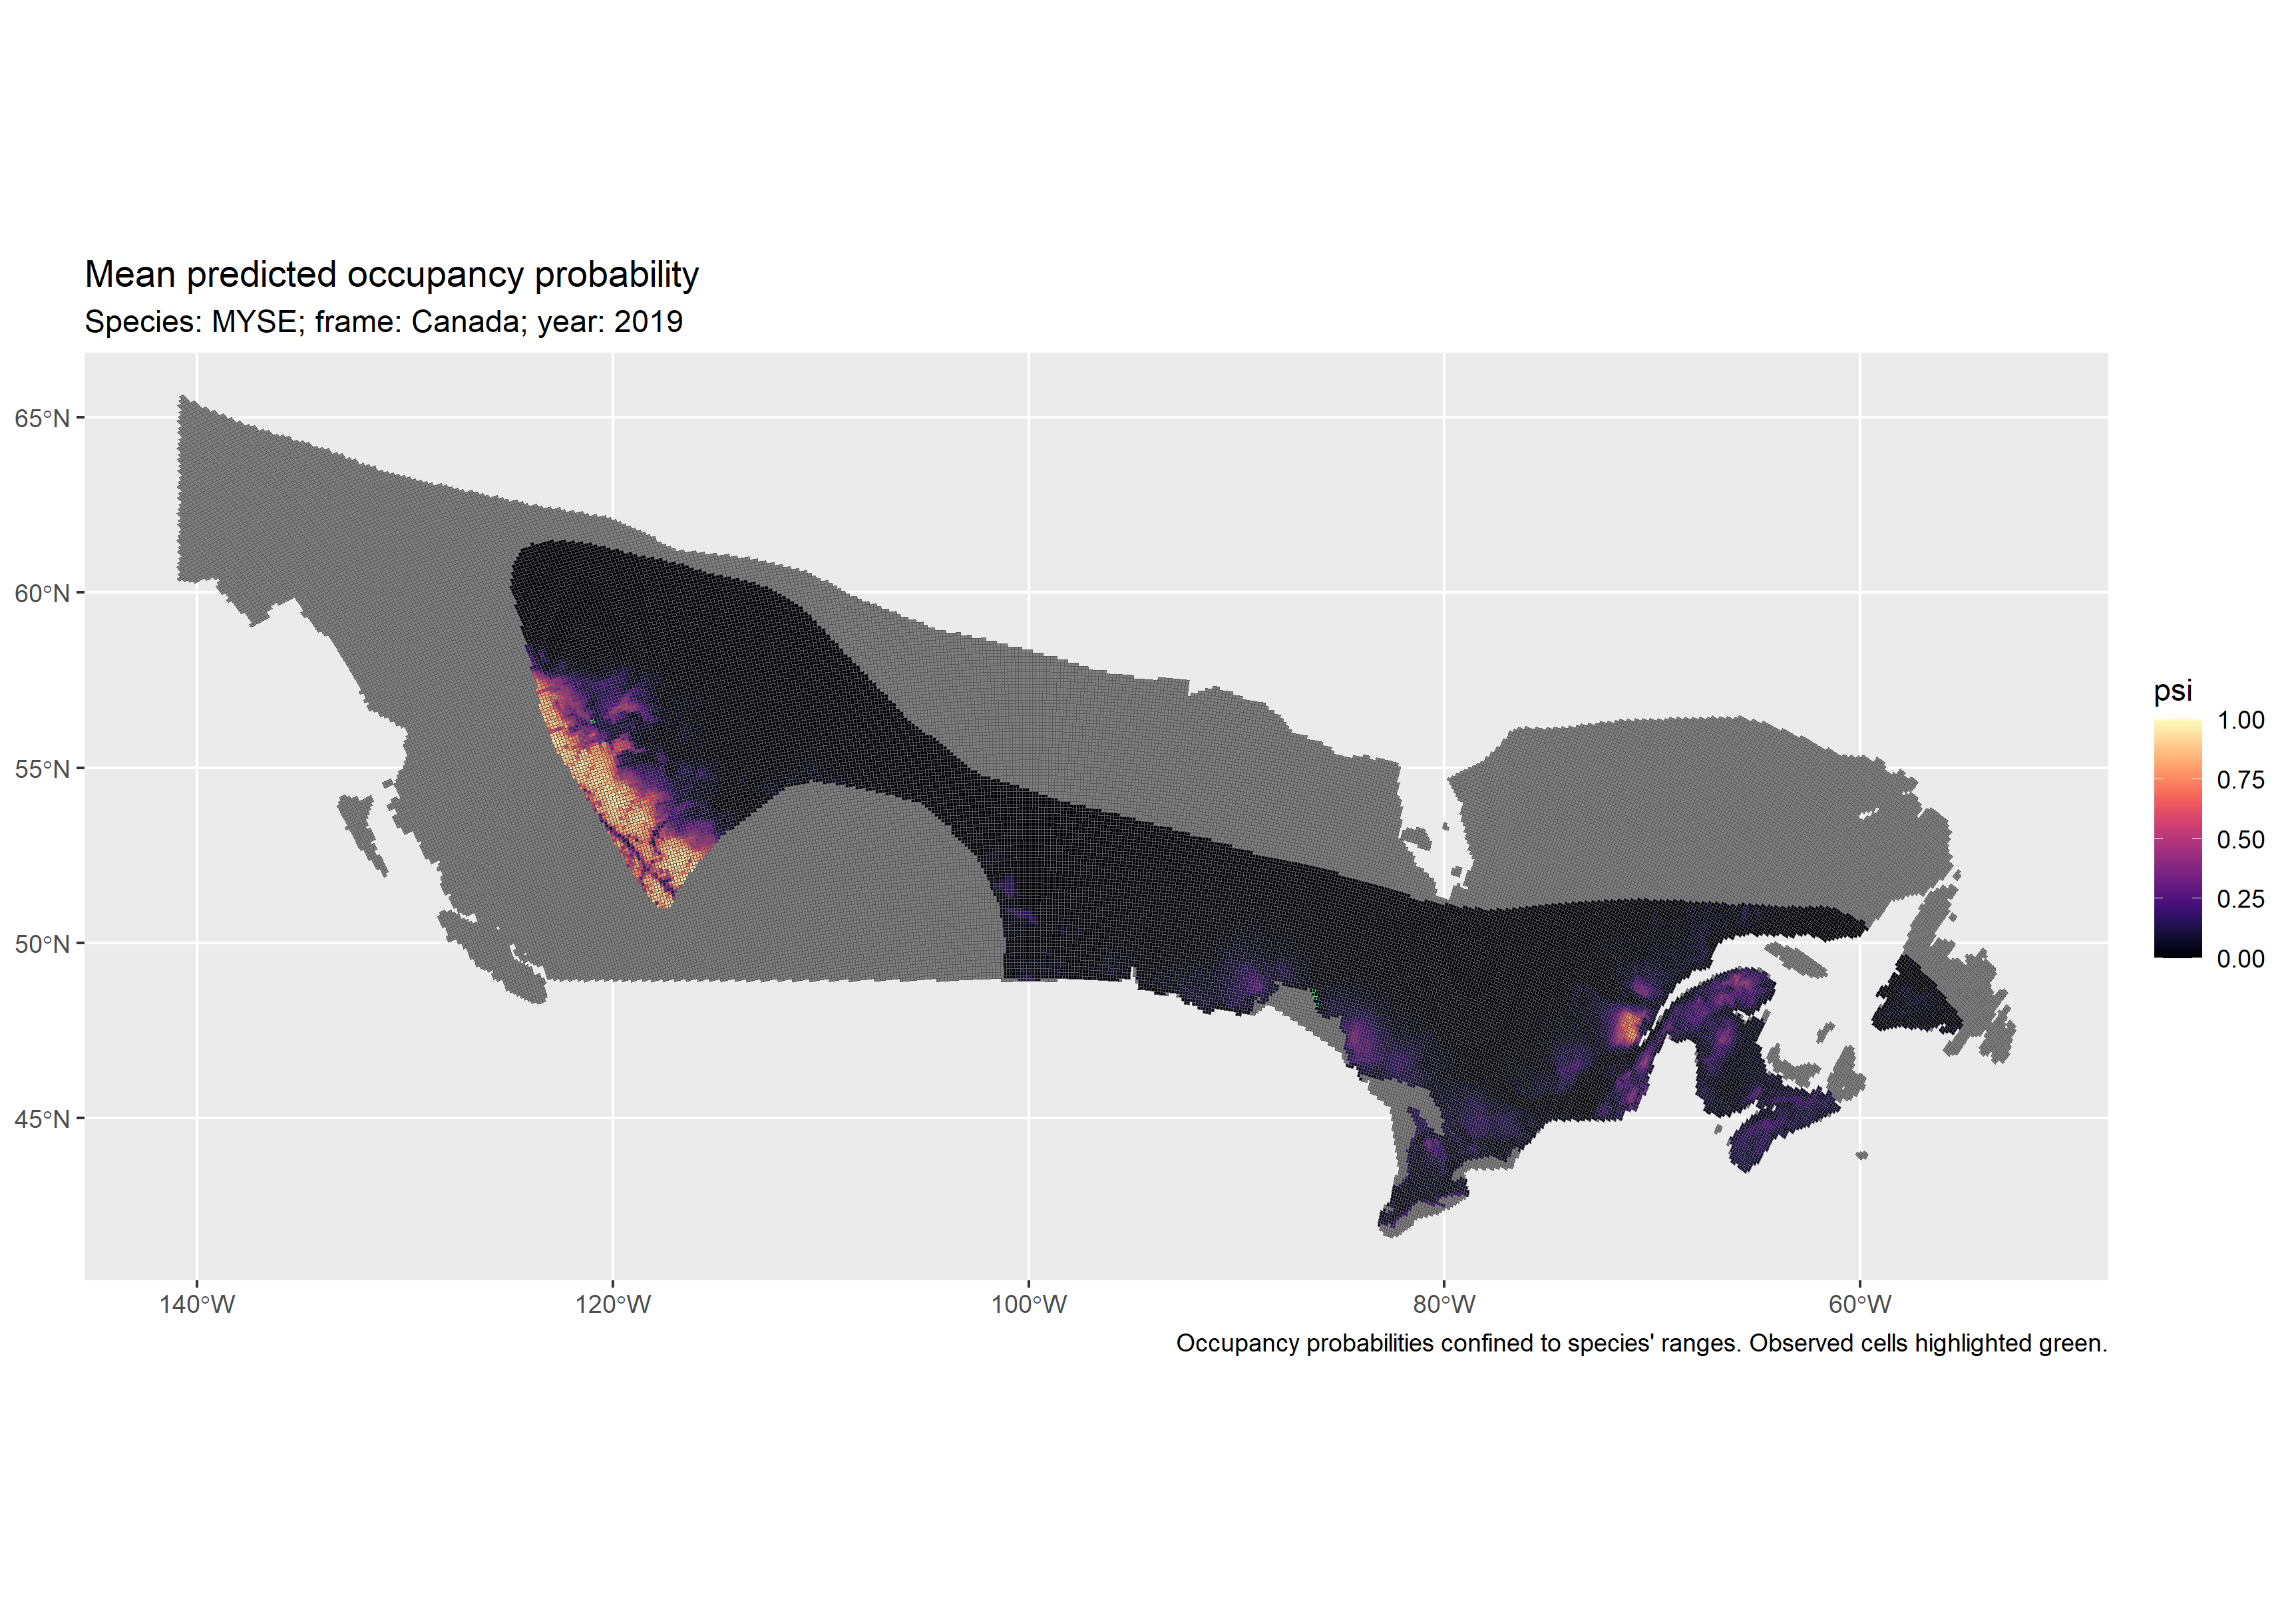 Mean predicted occupancy probability
Species: MYSE; frame: Canada; year: 2019
65°N
60°N
55°N
50°N
45°N
140°W
120°W
100°W
80°W
60°W
psi
1.00
0.75
0.50
0.25
0.00
Occupancy probabilities confined to species' ranges. Observed cells highlighted green.